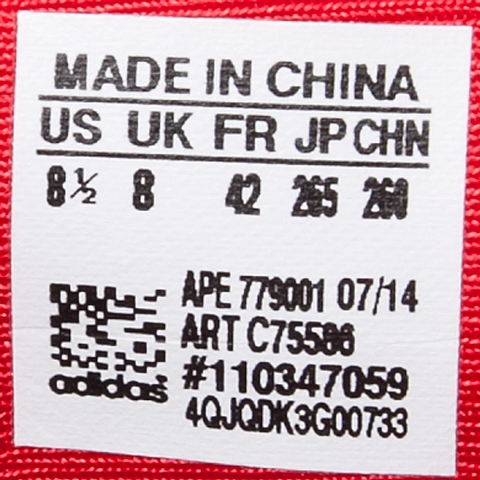 MADE IN CHINA
US UK FR JP CHN
8½ 8 42 265 260
APE 779001 07/14
ART C75586
#110347059
4QJQDK3G00733
adidas